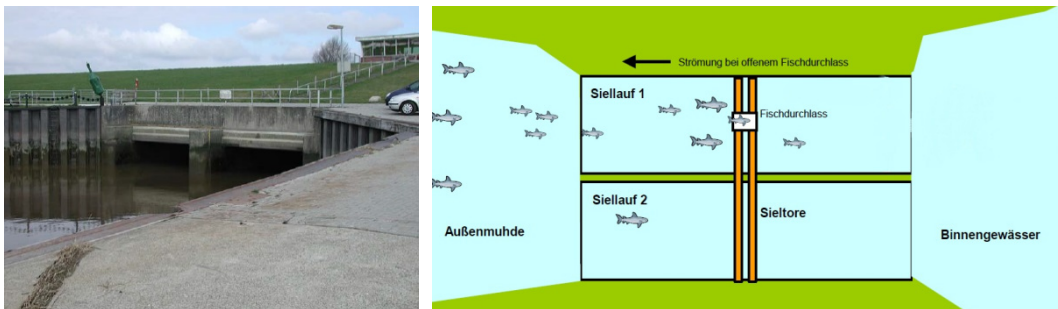 Strömung bei offenem Fischdurchlass
Siellauf 1
Fischdurchlass
Siellauf 2
Sieltore
Außenmuhde
Binnengewässer